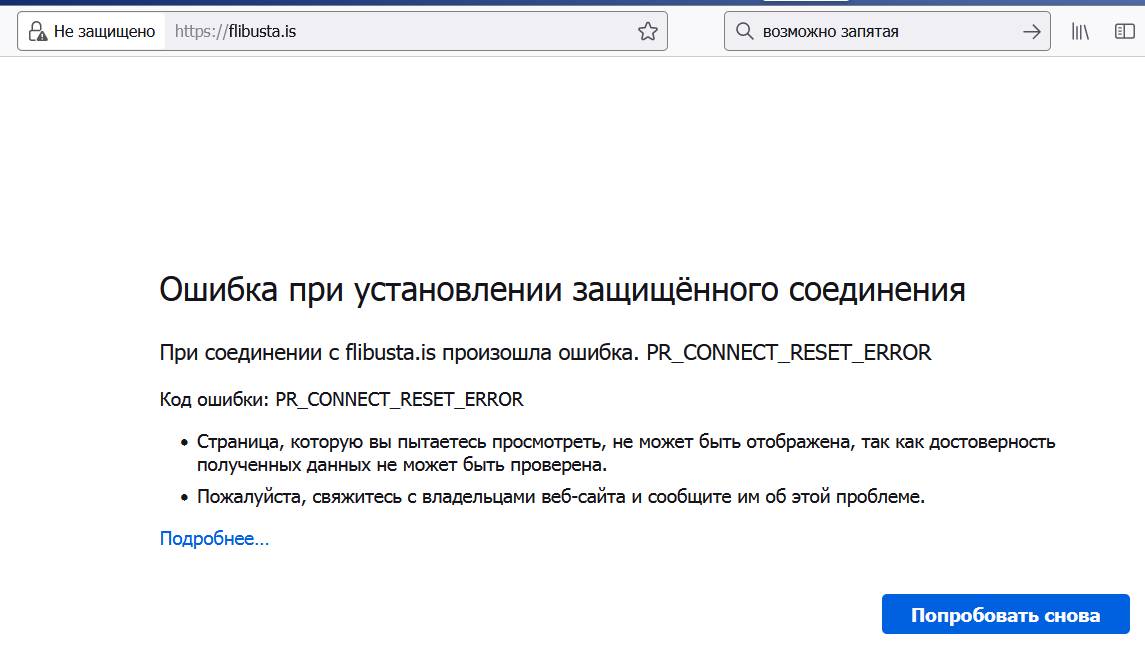 Не защищено https://flibusta.is возможно запятая
Ошибка при установлении защищённого соединения
При соединении с flibusta.is произошла ошибка. PR_CONNECT_RESET_ERROR
Код ошибки: PR_CONNECT_RESET_ERROR
• Страница, которую вы пытаетесь просмотреть, не может быть отображена, так как достоверность
полученных данных не может быть проверена.
• Пожалуйста, свяжитесь с владельцами веб-сайта и сообщите им об этой проблеме.
Подробнее...
Попробовать снова